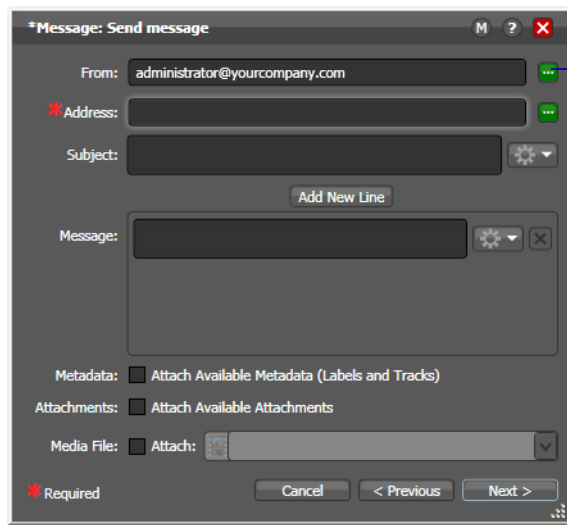 *Message: Send message M ? X
From: administrator@yourcompany.com ...
*Address: ...
Subject:
Add New Line
Message:
Metadata: Attach Available Metadata (Labels and Tracks)
Attachments: Attach Available Attachments
Media File: Attach:
*Required Cancel < Previous Next >